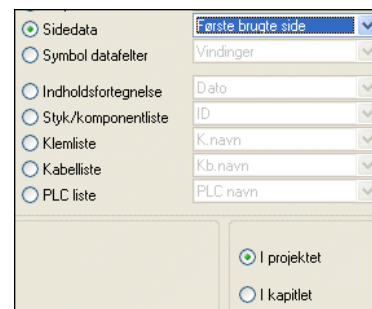 Sidedata Første brugte side
Symbol datafelter Vindinger
Indholdsfortegnelse Dato
Styk/komponentliste ID
Klemliste K.navn
Kabelliste Kb.navn
PLC liste PLC navn
I projektet
I kapitlet